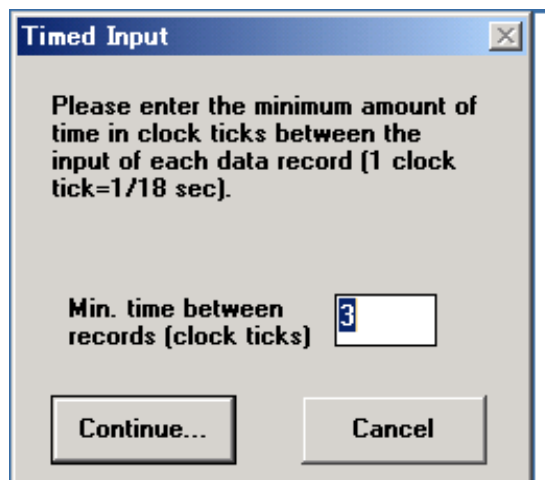 Timed Input
Please enter the minimum amount of
time in clock ticks between the
input of each data record (1 clock
tick=1/18 sec).
Min. time between
records (clock ticks)
3
Continue...
Cancel